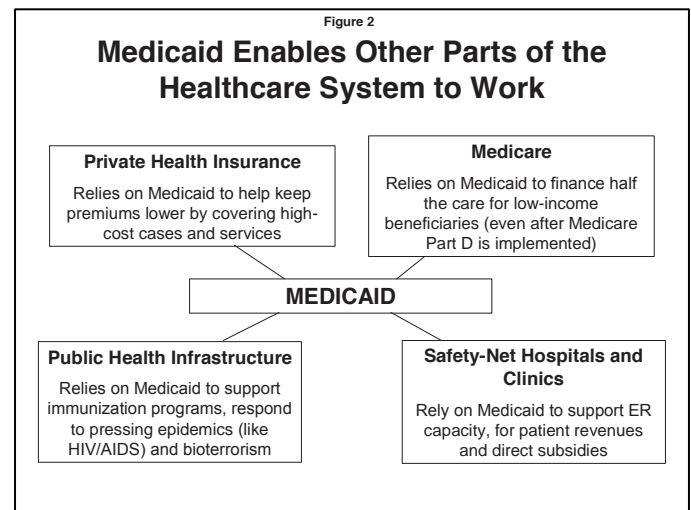 Figure 2
Medicaid Enables Other Parts of the
Healthcare System to Work
Private Health Insurance
Relies on Medicaid to help keep
premiums lower by covering high-
cost cases and services
Medicare
Relies on Medicaid to finance half
the care for low-income
beneficiaries (even after Medicare
Part D is implemented)
MEDICAID
Public Health Infrastructure
Relies on Medicaid to support
immunization programs, respond
to pressing epidemics (like
HIV/AIDS) and bioterrorism
Safety-Net Hospitals and
Clinics
Rely on Medicaid to support ER
capacity, for patient revenues
and direct subsidies